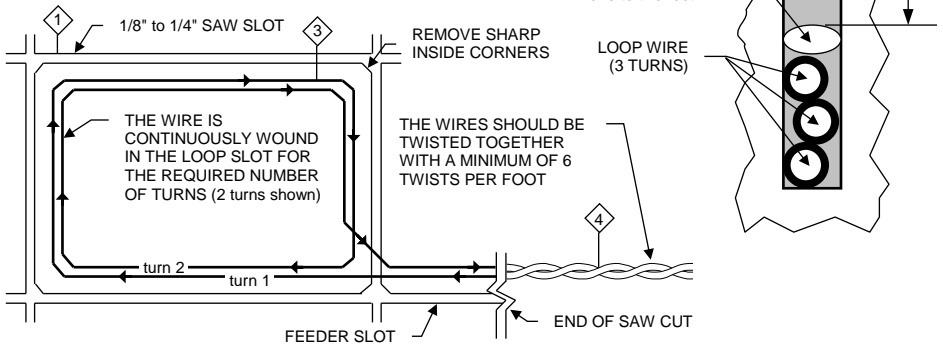 1
1/8" to 1/4" SAW SLOT
3
REMOVE SHARP
INSIDE CORNERS
LOOP WIRE
(3 TURNS)
THE WIRE IS
CONTINUOUSLY WOUND
IN THE LOOP SLOT FOR
THE REQUIRED NUMBER
OF TURNS (2 turns shown)
THE WIRES SHOULD BE
TWISTED TOGETHER
WITH A MINIMUM OF 6
TWISTS PER FOOT
4
turn 2
turn 1
FEEDER SLOT
END OF SAW CUT